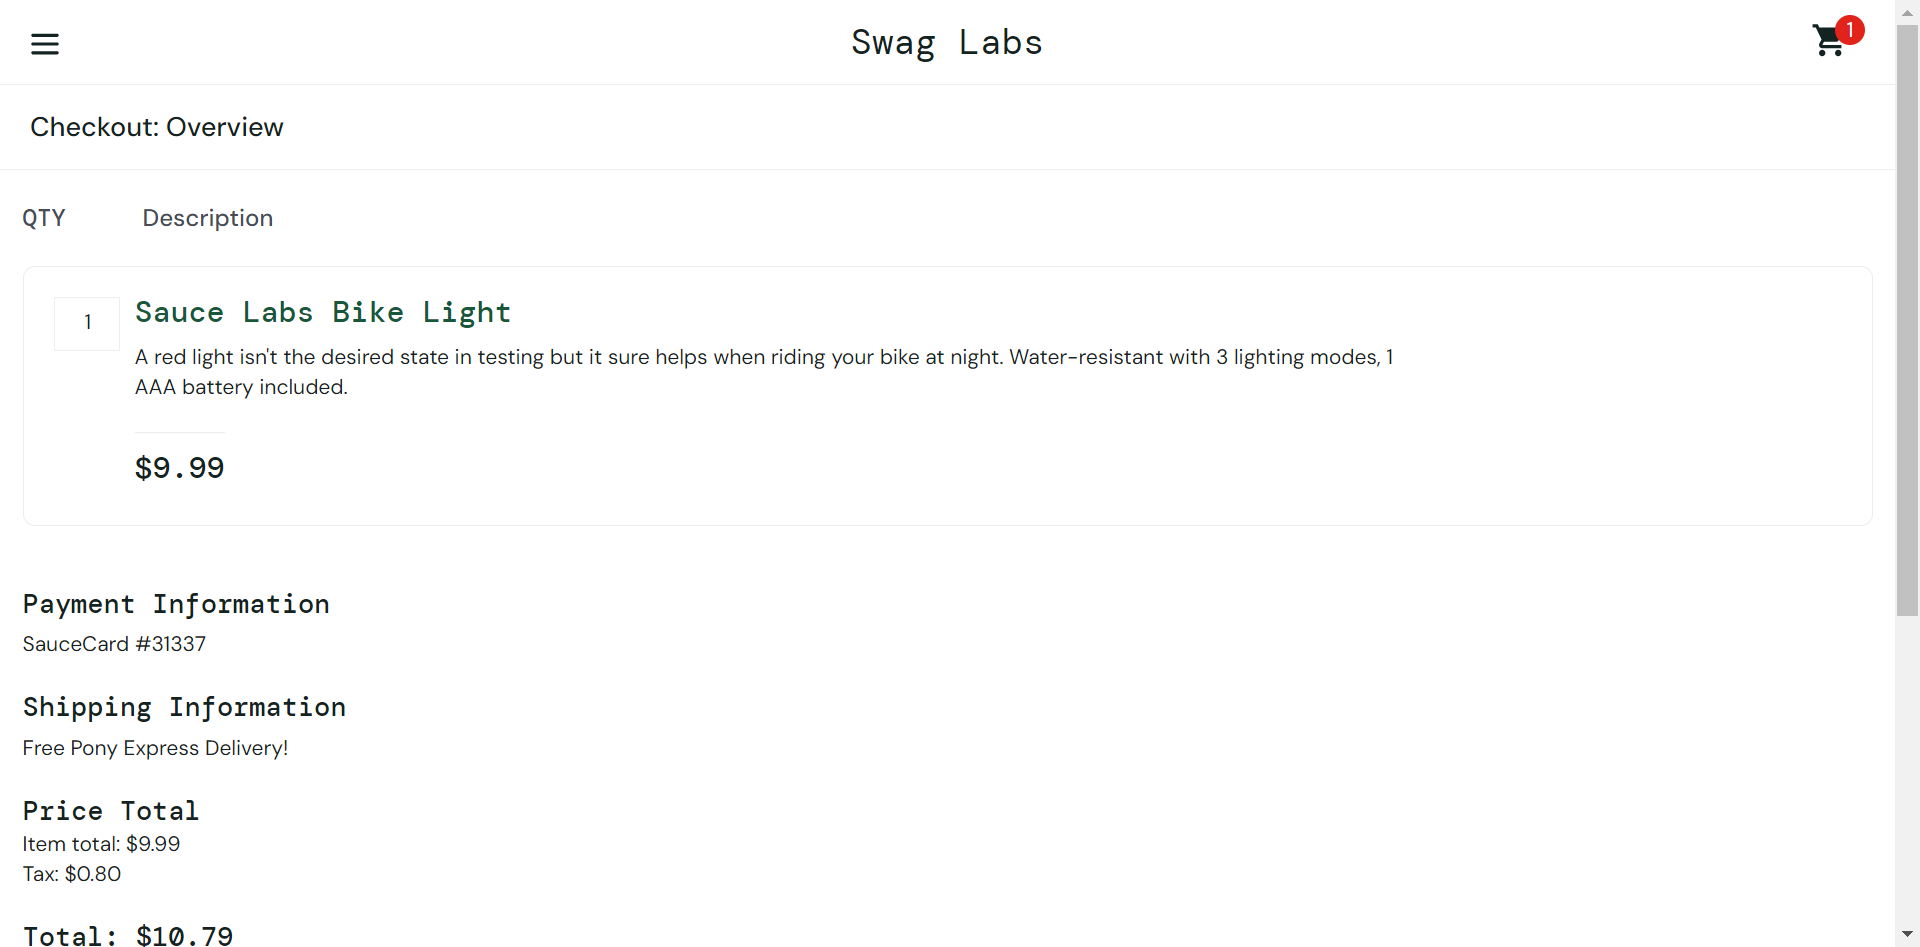 Swag Labs
1
Checkout: Overview
QTY Description
1
Sauce Labs Bike Light
A red light isn't the desired state in testing but it sure helps when riding your bike at night. Water-resistant with 3 lighting modes, 1
AAA battery included.
$9.99
Payment Information
SauceCard #31337
Shipping Information
Free Pony Express Delivery!
Price Total
Item total: $9.99
Tax: $0.80
Total: $10.79